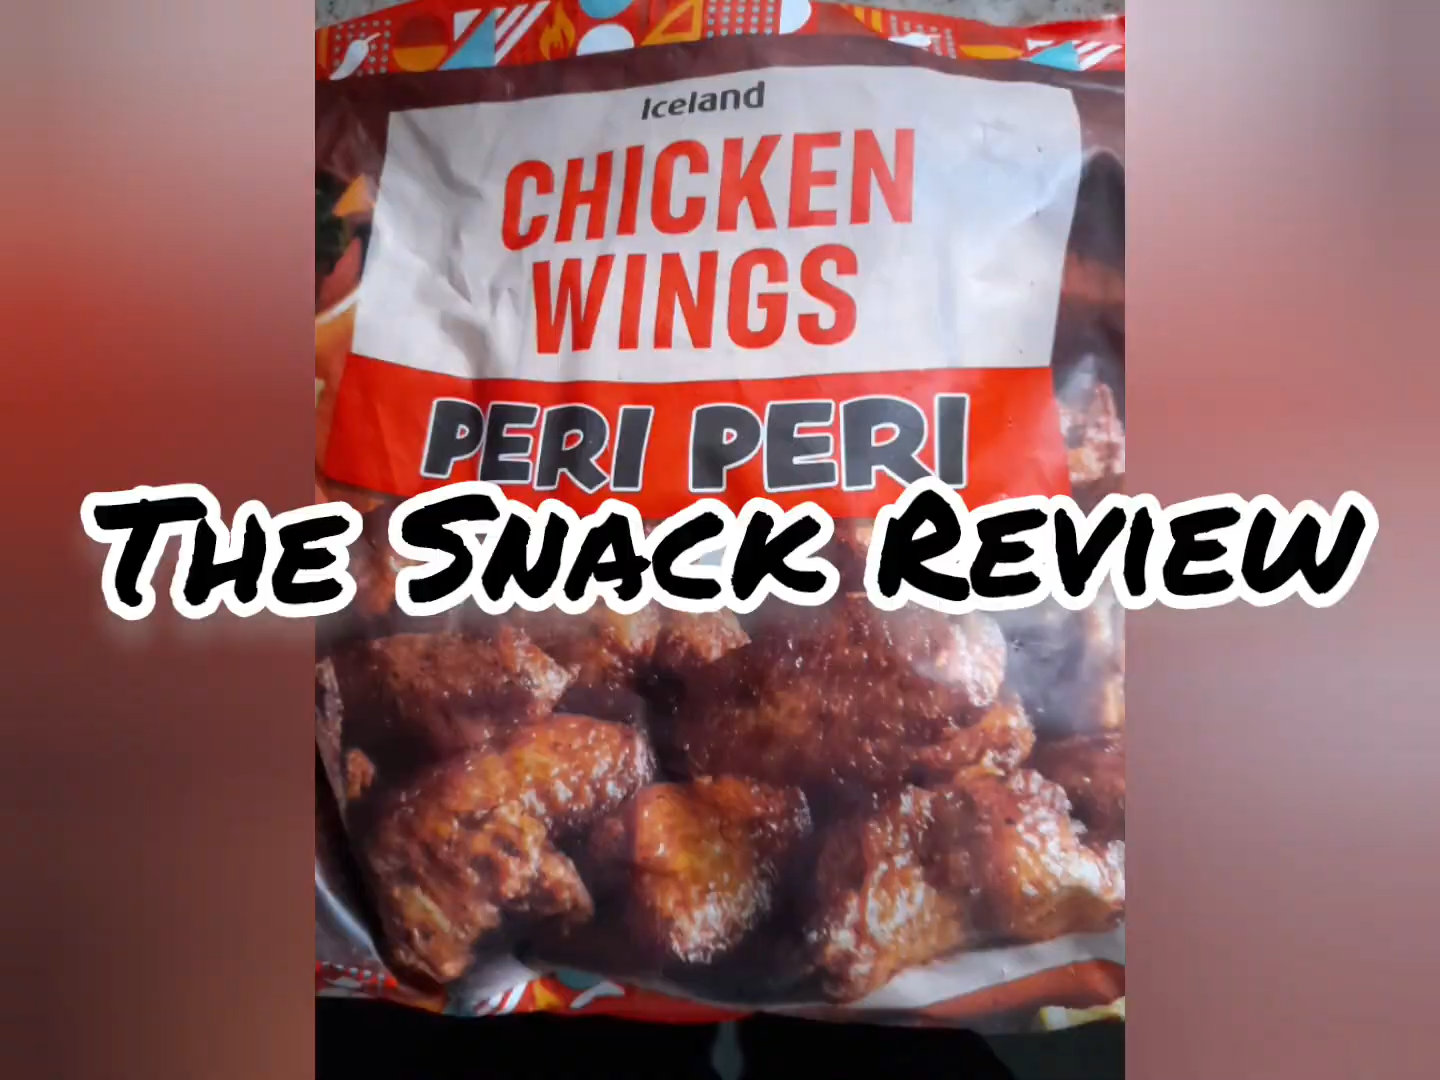 Iceland
CHICKEN
WINGS
PERI PERI
THE SNACK REVIEW